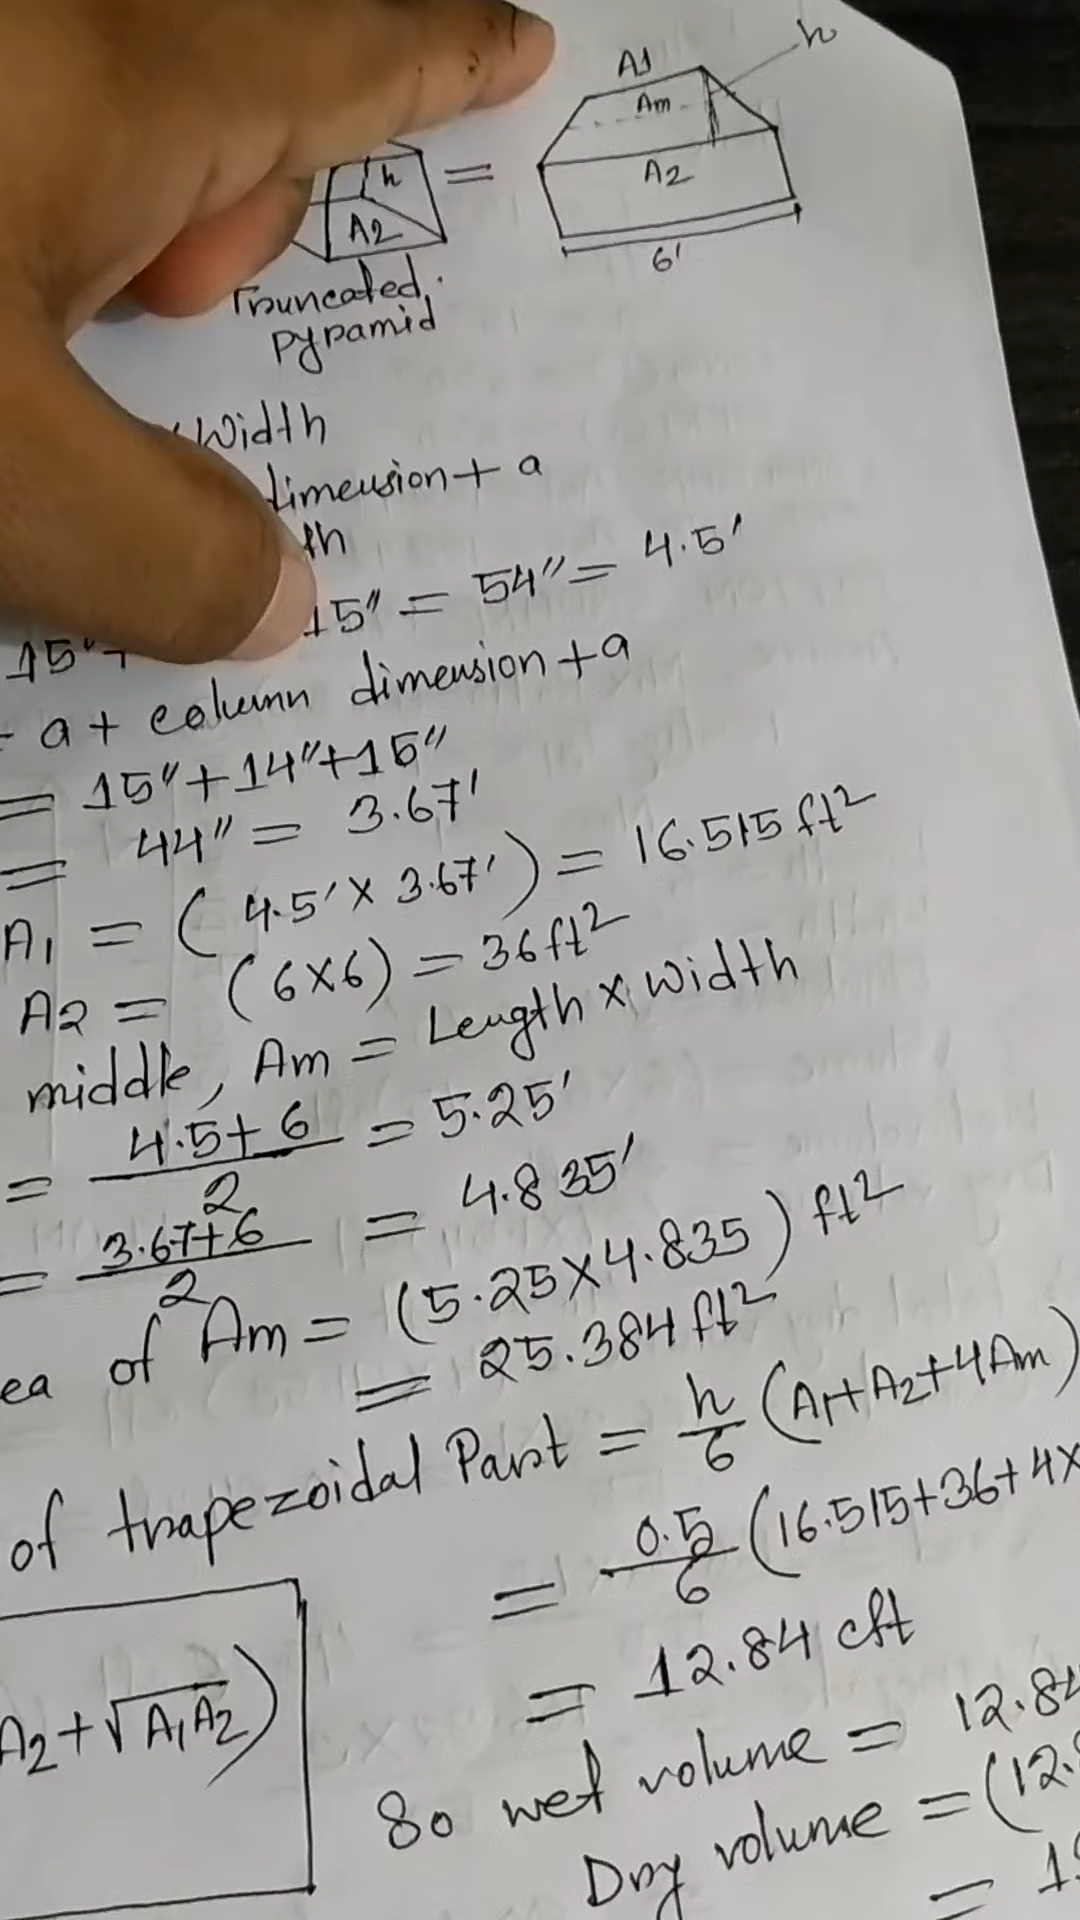 A1
h
Am
h
=
A2
A2
6'
Truncated
pyramid
Width
dimension + a
th
15" + 15" = 54" = 4.5'
= a + column dimension + a
= 15" + 14" + 15"
= 44" = 3.67'
A1 = (4.5' × 3.67') = 16.515 ft²
A2 = (6×6) = 36 ft²
middle, Am = Length × Width
= 4.5+6/2 = 5.25'
= 3.67+6/2 = 4.835'
ea of Am = (5.25×4.835) ft²
= 25.384 ft²
of trapezoidal Part = h/6 (A1+A2+4Am)
= 0.5/6 (16.515+36+4×
= 12.84 cft
A2 + √A1A2)
So wet volume = 12.84
Dry volume = (12.8
= 1